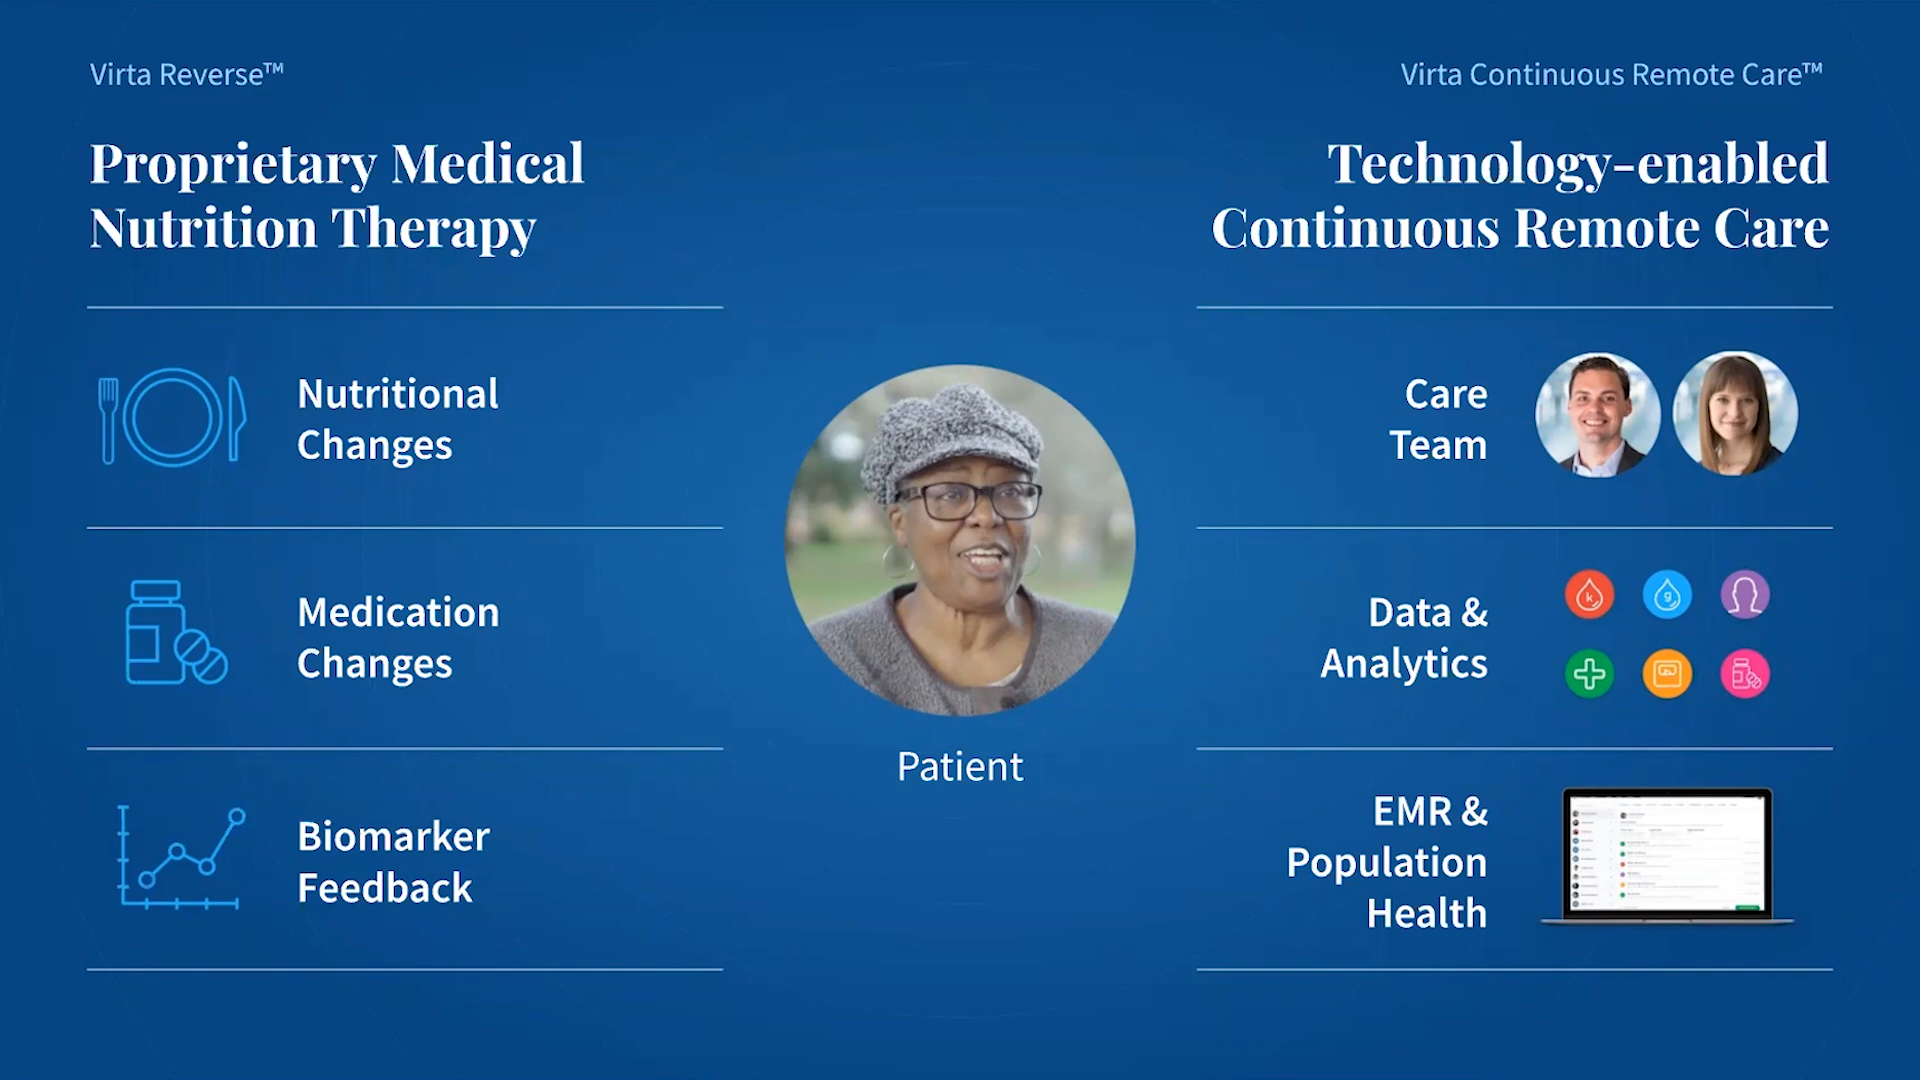 Virta Reverse™
Proprietary Medical
Nutrition Therapy
Nutritional
Changes
Medication
Changes
Biomarker
Feedback
Patient
Virta Continuous Remote Care™
Technology-enabled
Continuous Remote Care
Care
Team
Data &
Analytics
k
g
EMR &
Population
Health